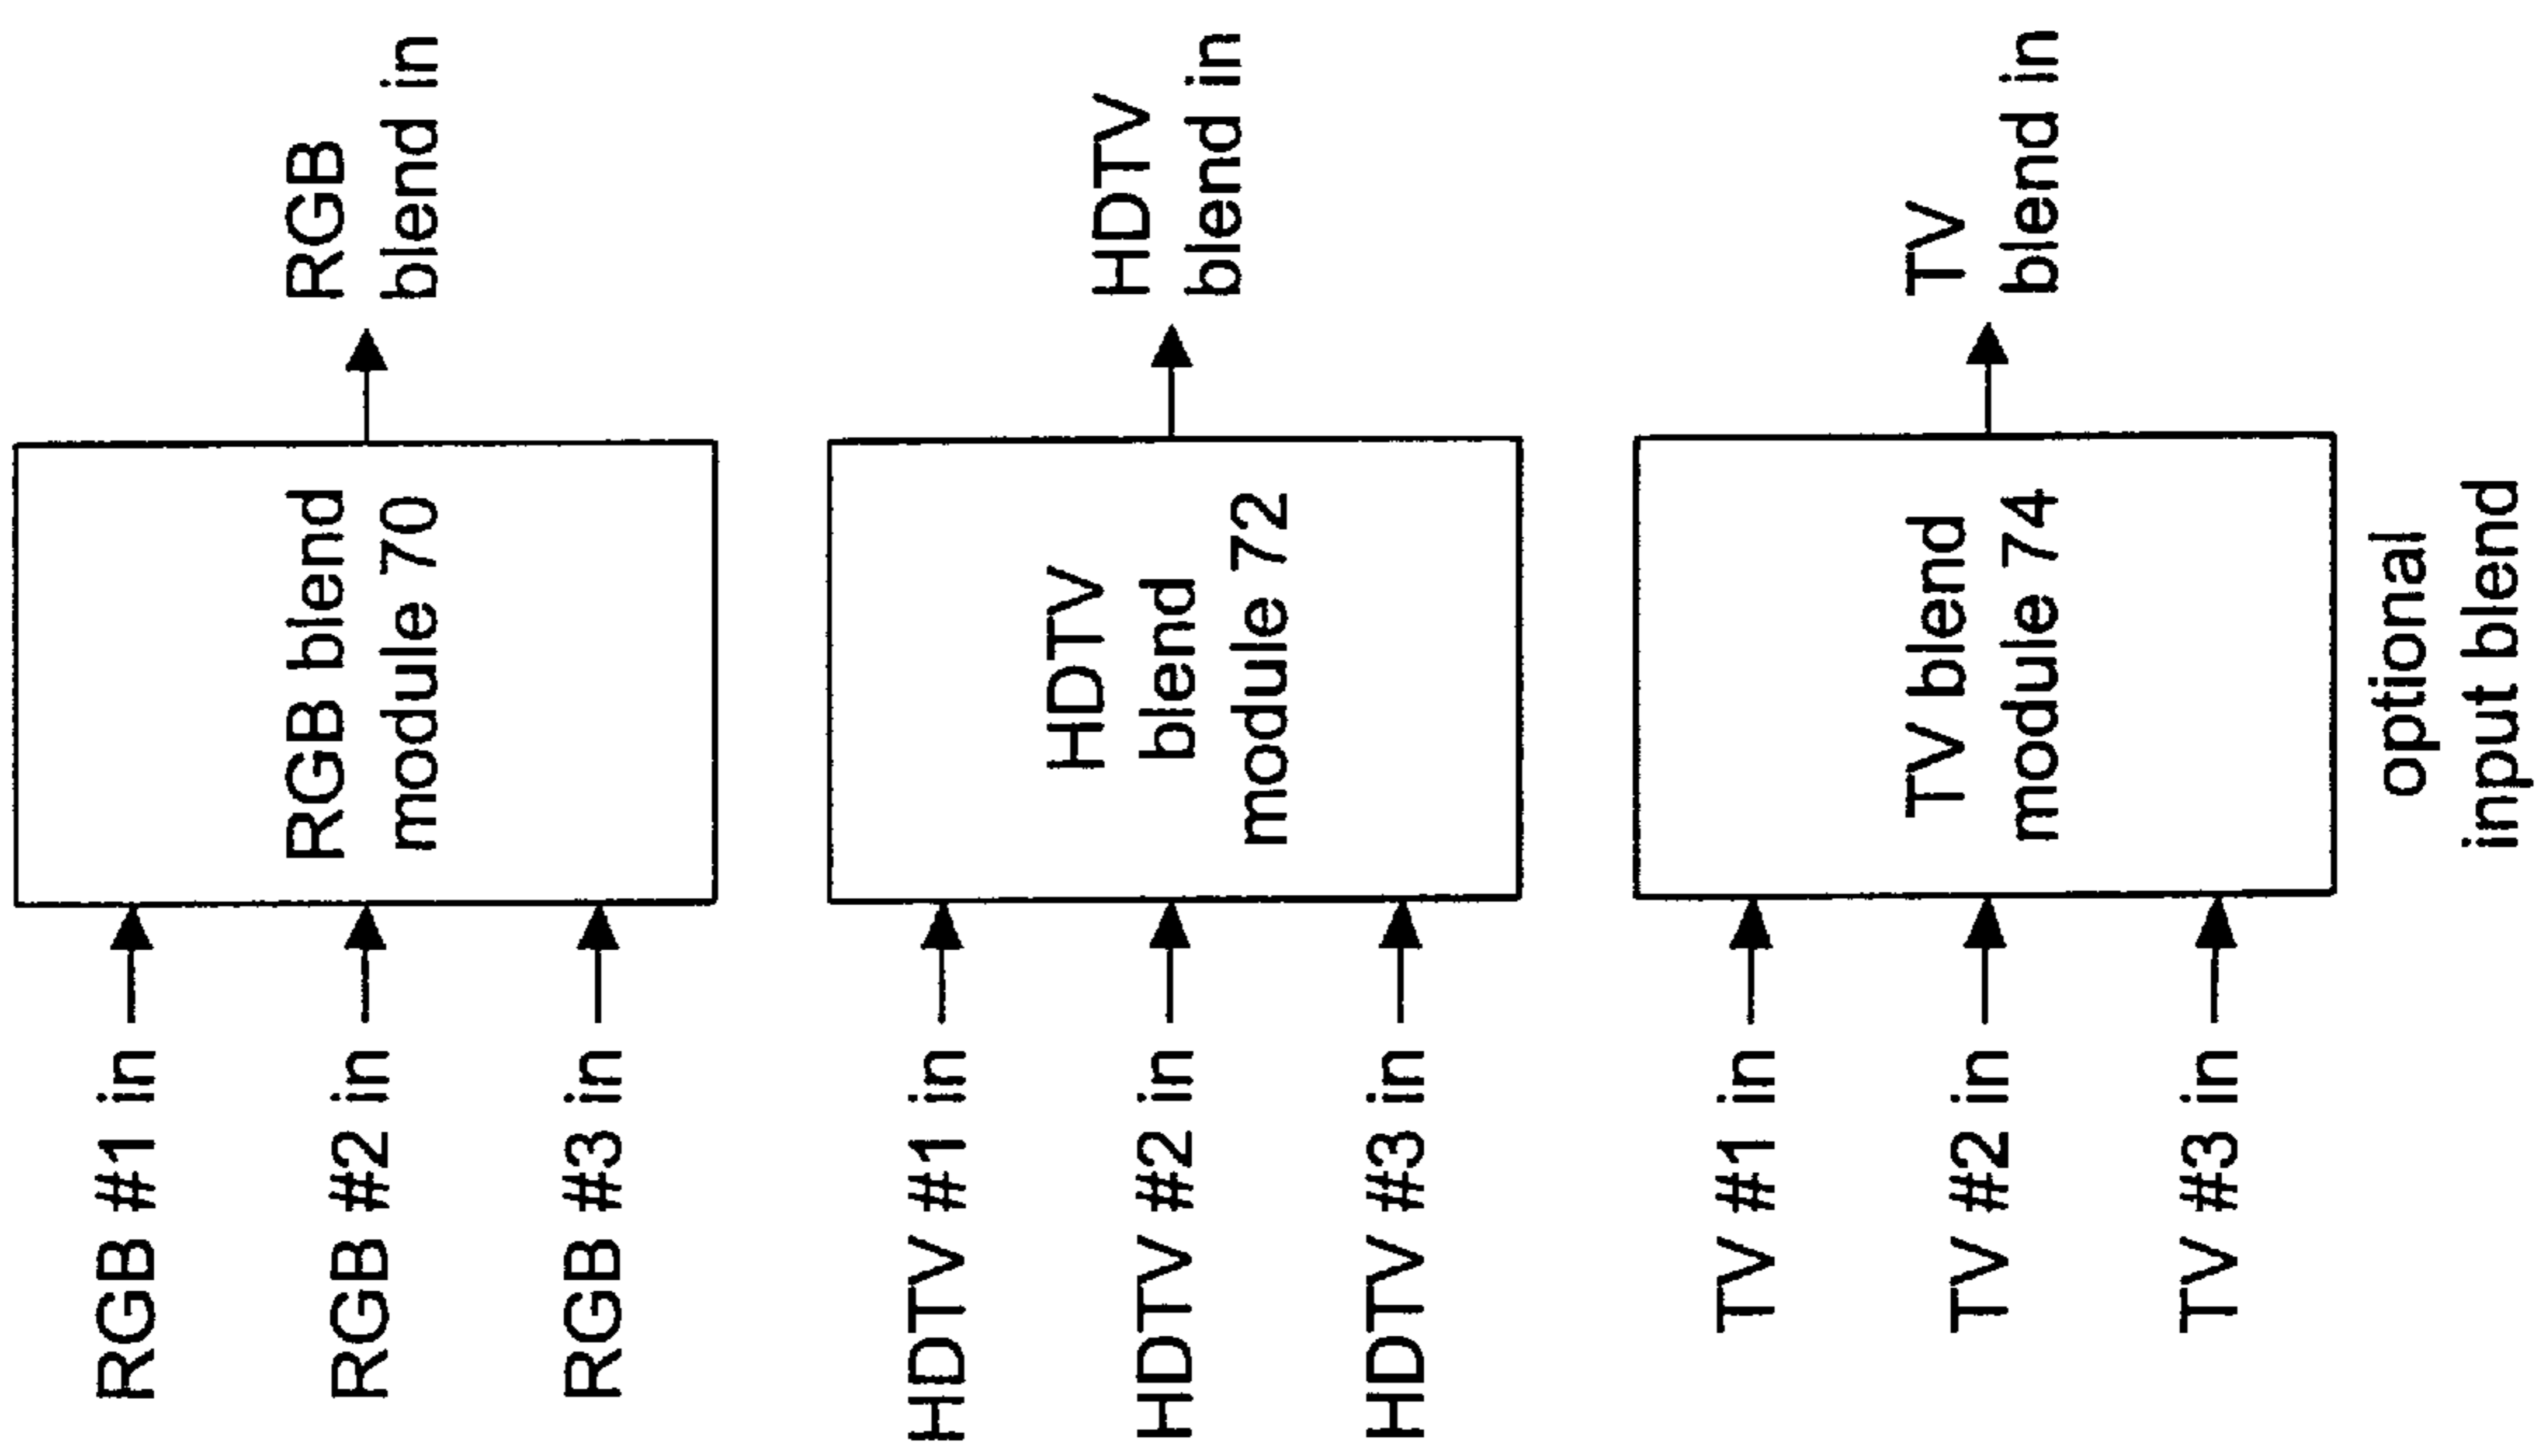 RGB #1 in
RGB #2 in
RGB #3 in
RGB blend
module 70
RGB
blend in
HDTV #1 in
HDTV #2 in
HDTV #3 in
HDTV
blend
module 72
HDTV
blend in
TV #1 in
TV #2 in
TV #3 in
TV blend
module 74
TV
blend in
optional
input blend